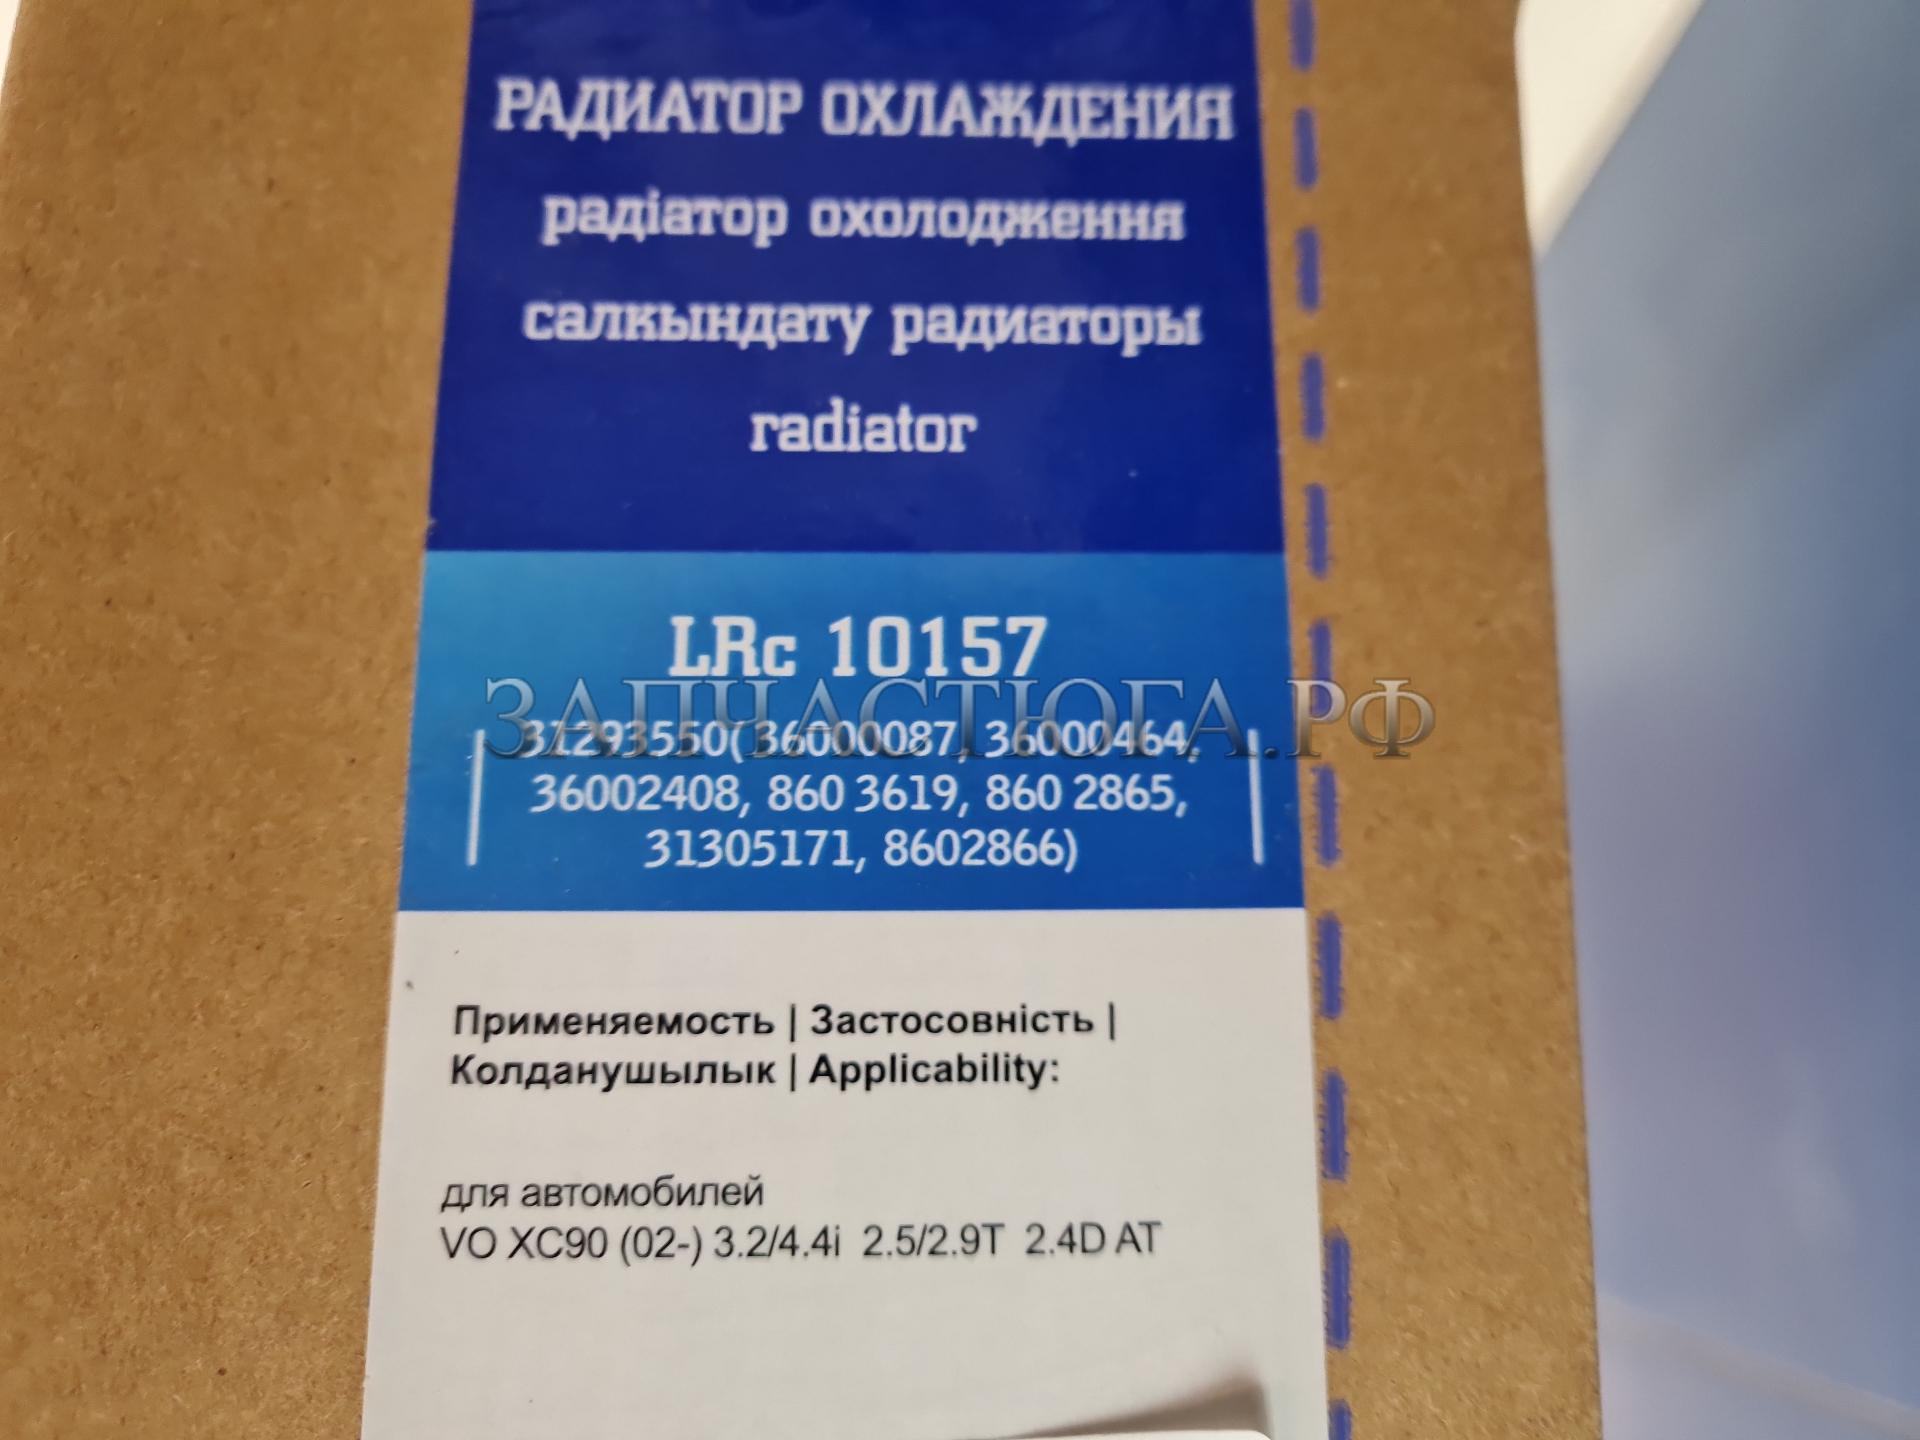 РАДИАТОР ОХЛАЖДЕНИЯ
радіатор охолодження
салкындату радиаторы
radiator
LRc 10157
ЗАПЧАСТЮГА.РФ
31293550(36000087, 36000464,
36002408, 860 3619, 860 2865,
31305171, 8602866)
Применяемость | Застосовність |
Колданушылык | Applicability:
для автомобилей
VO XC90 (02-) 3.2/4.4i 2.5/2.9T 2.4D AT